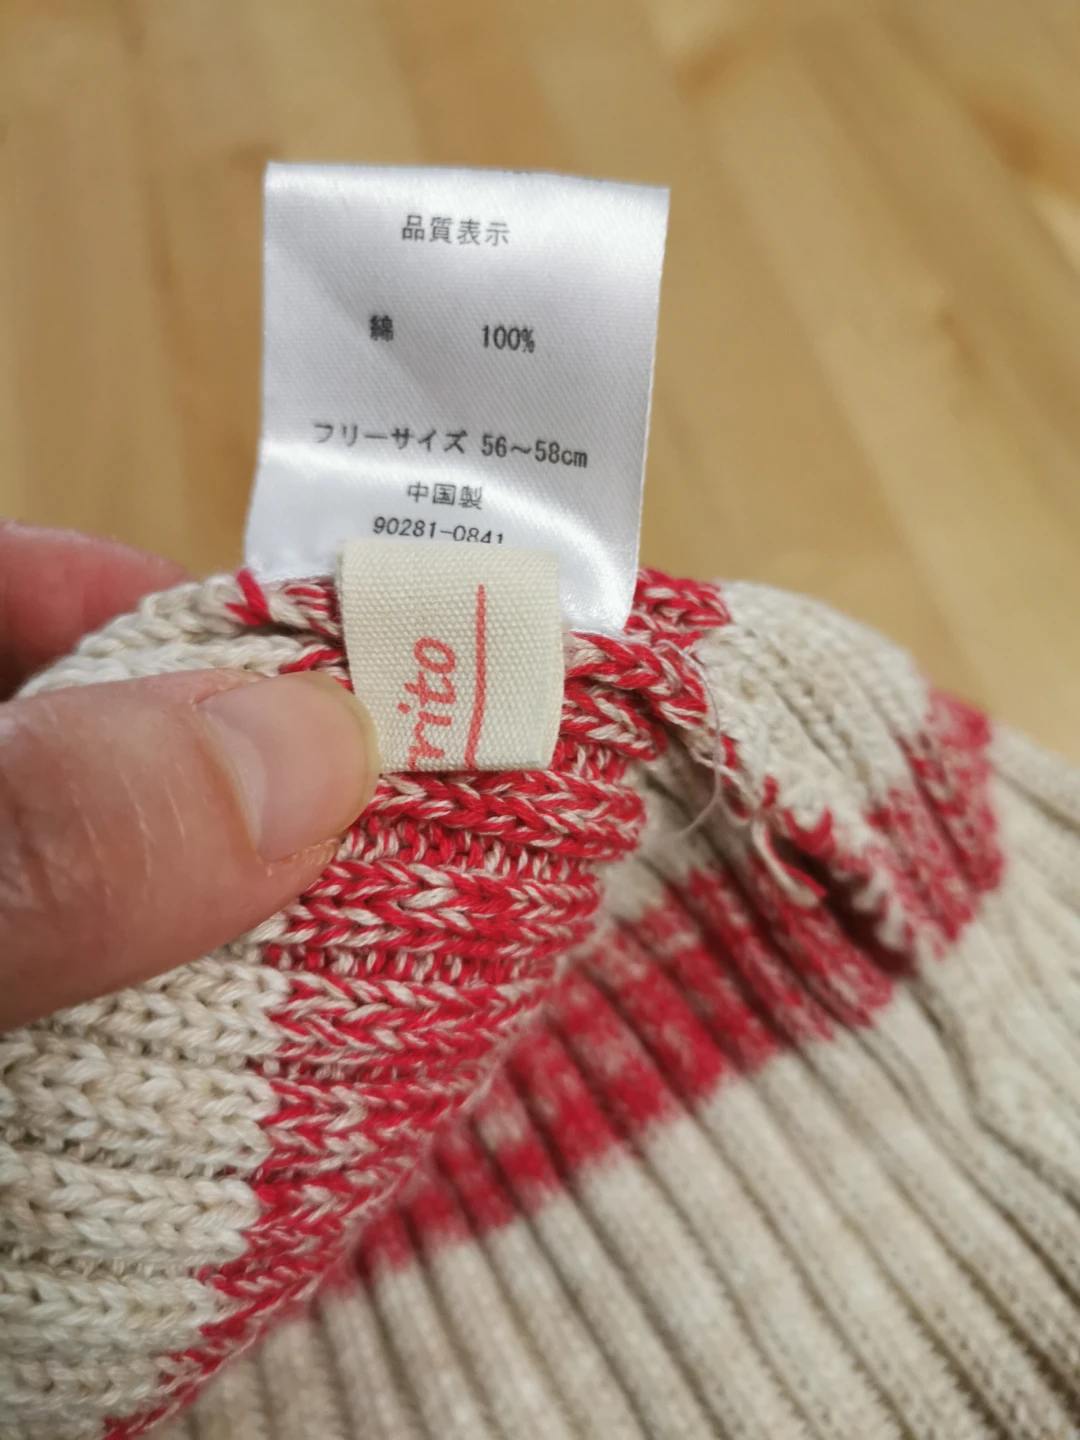 品質表示
綿 100%
フリーサイズ 56～58cm
中国製
90281-0841
rito